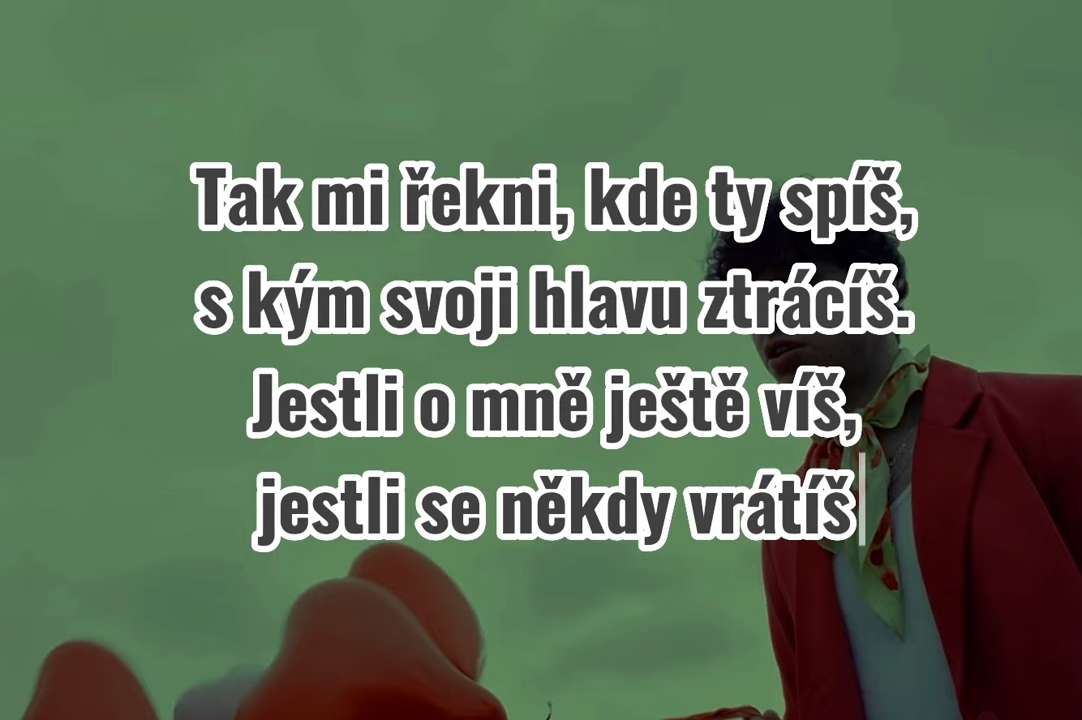 Tak mi řekni, kde ty spíš,
s kým svoji hlavu ztrácíš.
Jestli o mně ještě víš,
jestli se někdy vrátíš